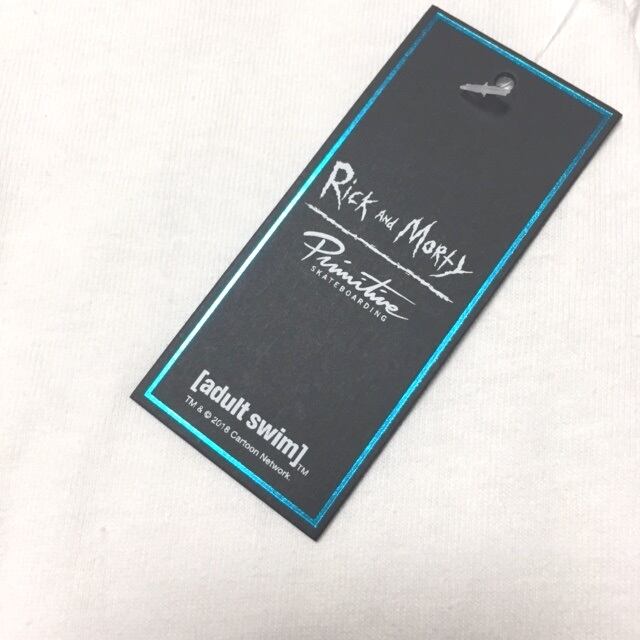 Rick and Morty
Primitive
SKATEBOARDING
[adult swim]™
TM & © 2018 Cartoon Network.